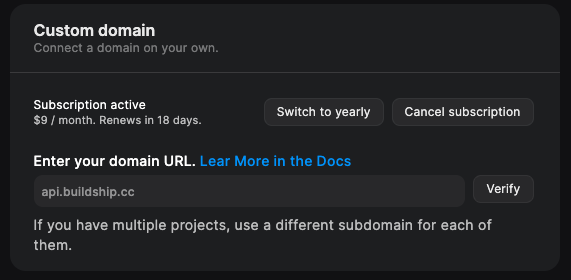 Custom domain
Connect a domain on your own.
Subscription active
$9 / month. Renews in 18 days.
Switch to yearly
Cancel subscription
Enter your domain URL. Lear More in the Docs
api.buildship.cc
Verify
If you have multiple projects, use a different subdomain for each of
them.